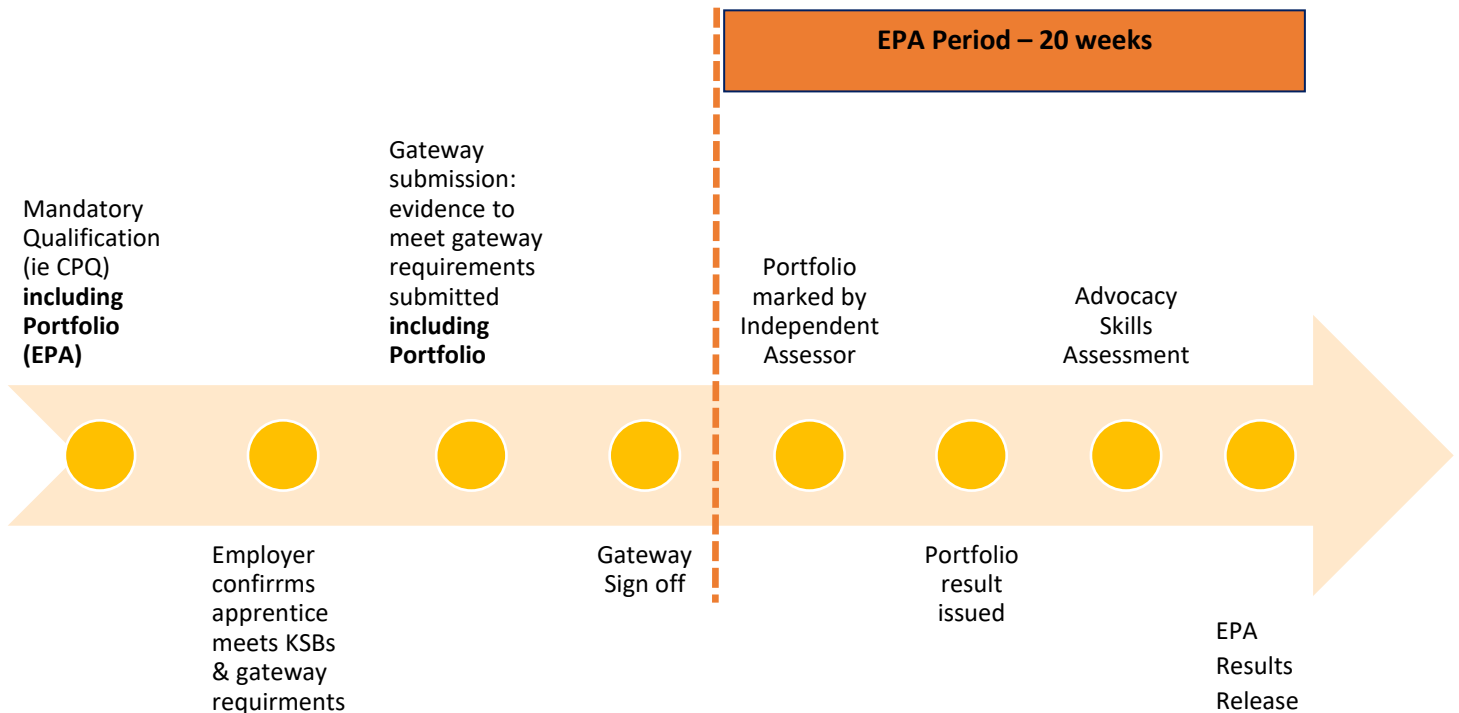 EPA Period – 20 weeks
Mandatory
Qualification
(ie CPQ)
including
Portfolio
(EPA)
Employer
confirrms
apprentice
meets KSBs
& gateway
requirments
Gateway
submission:
evidence to
meet gateway
requirements
submitted
including
Portfolio
Gateway
Sign off
Portfolio
marked by
Independent
Assessor
Portfolio
result
issued
Advocacy
Skills
Assessment
EPA
Results
Release